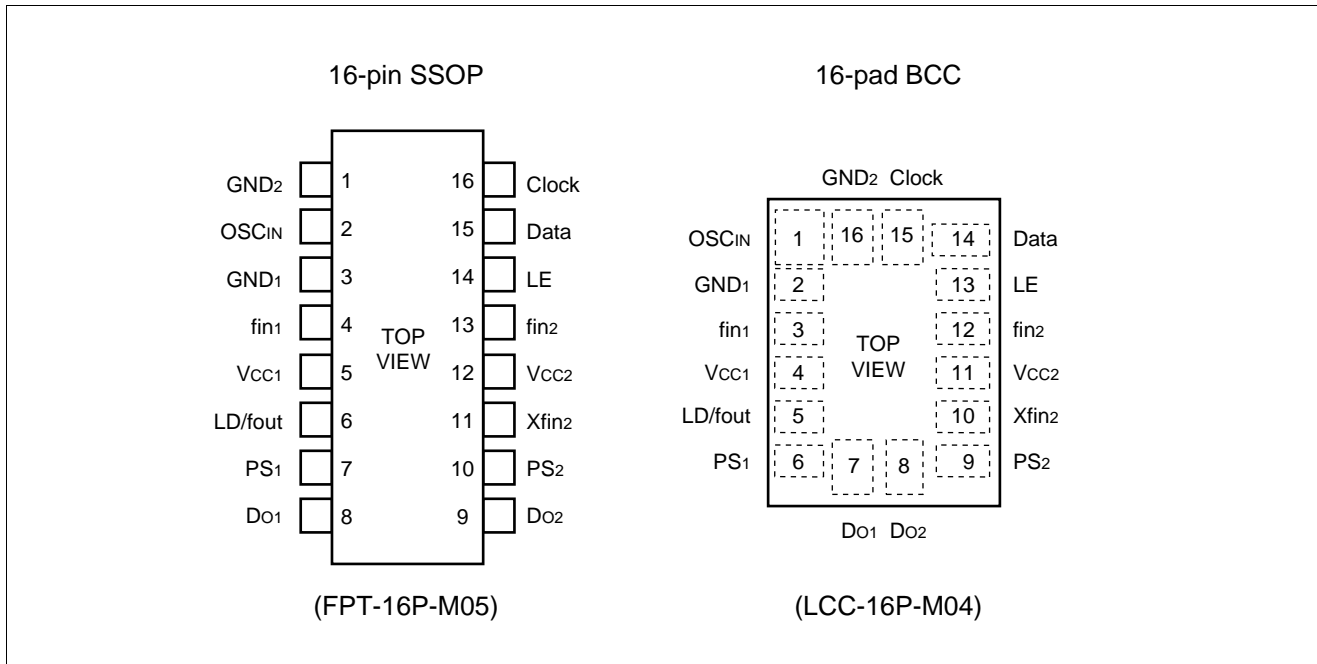 16-pin SSOP
GND2 1 16 Clock
OSCIN 2 15 Data
GND1 3 14 LE
fin1 4 13 fin2
TOP
VIEW
VCC1 5 12 VCC2
LD/fout 6 11 Xfin2
PS1 7 10 PS2
DO1 8 9 DO2
(FPT-16P-M05)
16-pad BCC
GND2 Clock
OSCIN 1 16 15 14 Data
GND1 2 13 LE
fin1 3 12 fin2
TOP
VIEW
VCC1 4 11 VCC2
LD/fout 5 10 Xfin2
PS1 6 7 8 9 PS2
DO1 DO2
(LCC-16P-M04)